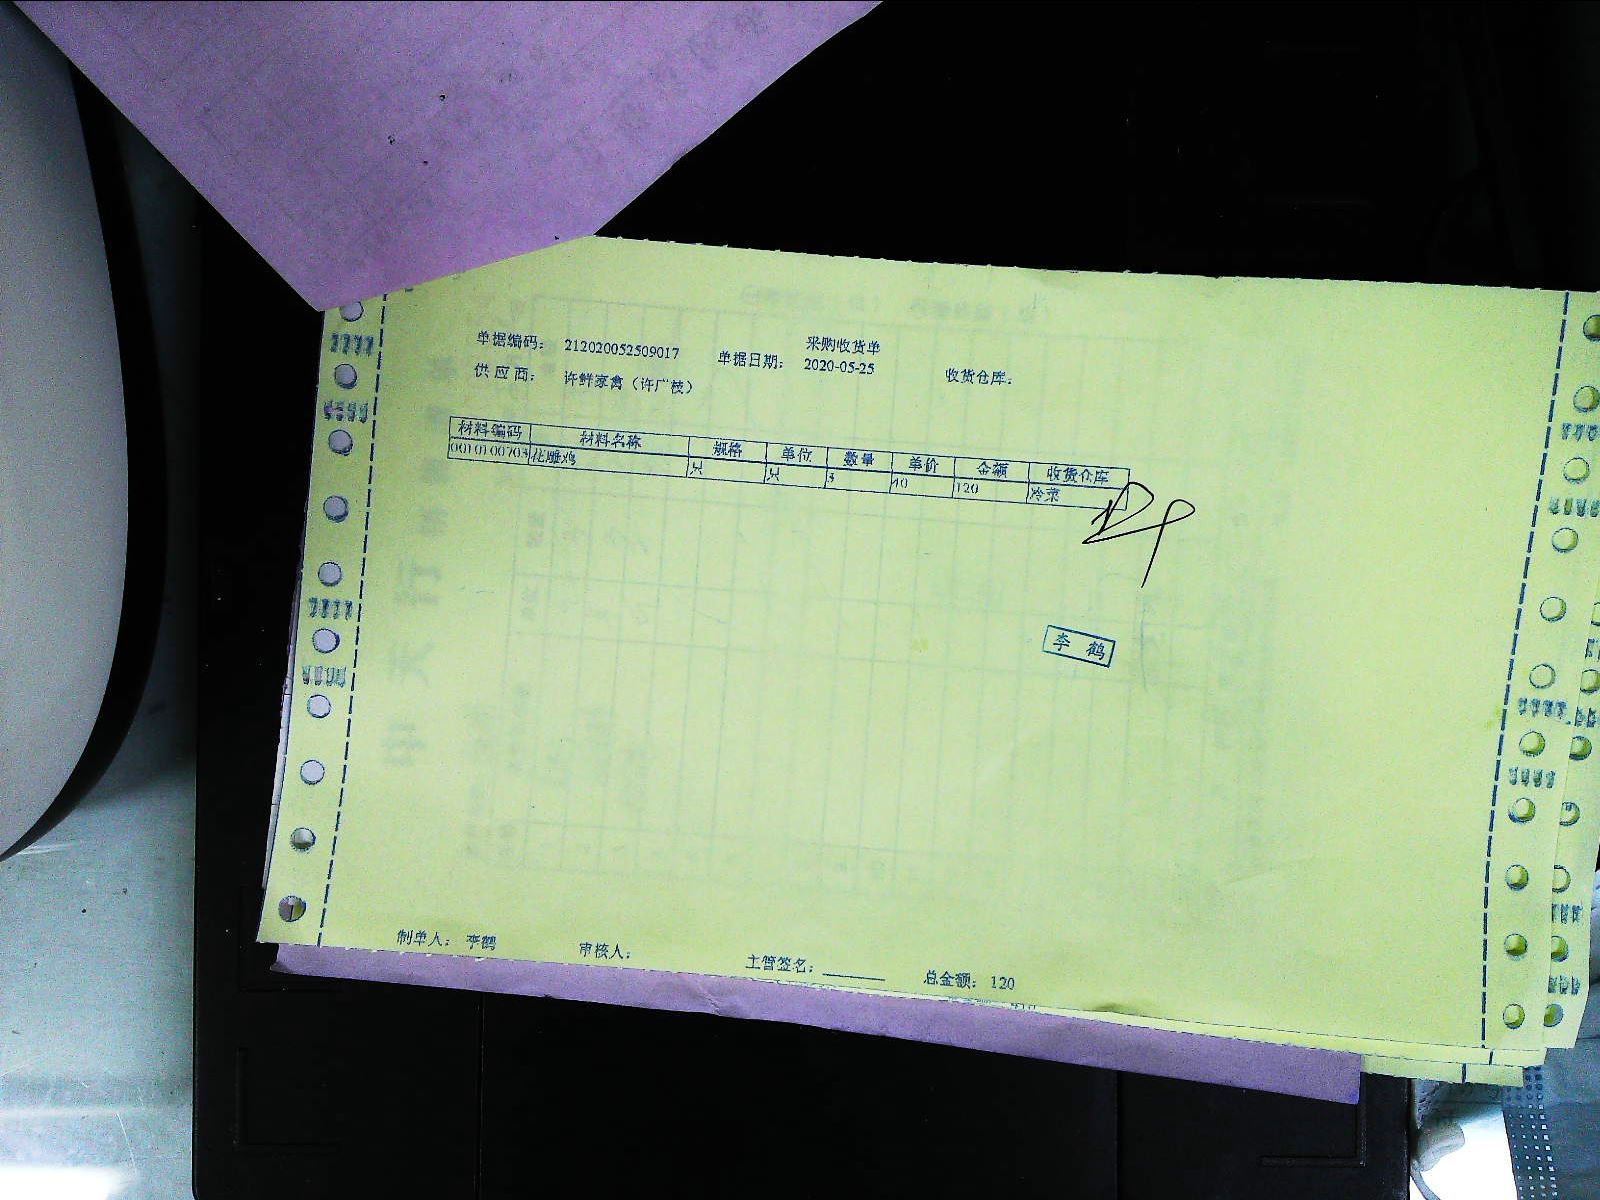 采购收货单
单据编码： 212020052509017 单据日期： 2020-05-25 收货仓库：
供应商： 许鲜家禽（许广枝）
材料编码 材料名称 规格 单位 数量 单价 金额 收货仓库
0010100703 花雕鸡 只 只 3 40 120 冷菜
李鹤
制单人： 李鹤 审核人： 主管签名： 总金额： 120